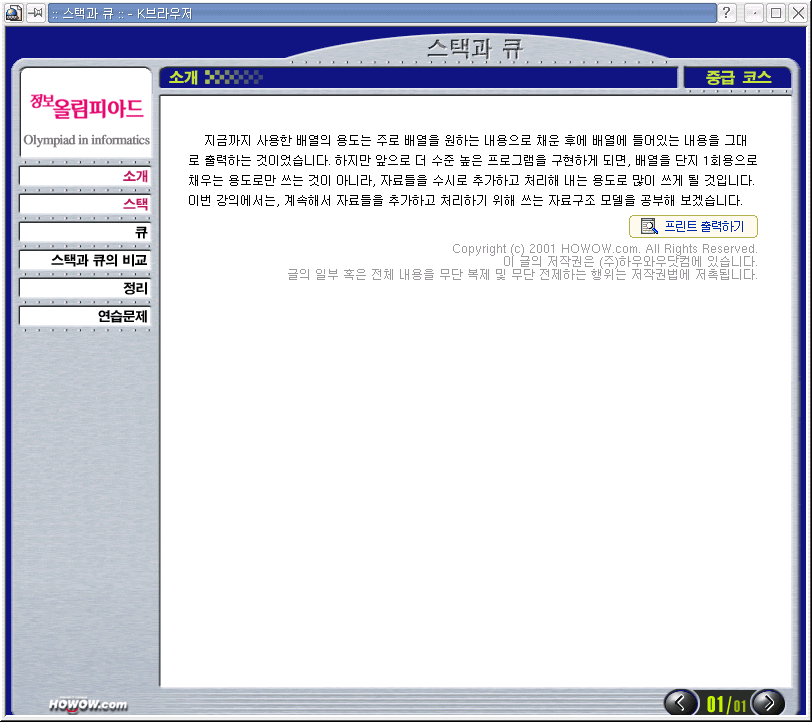 :: 스택과 큐 :: - K브라우저
스택과 큐
정보올림피아드
Olympiad in informatics
소개
스택
큐
스택과 큐의 비교
정리
연습문제
소개
중급 코스
지금까지 사용한 배열의 용도는 주로 배열을 원하는 내용으로 채운 후에 배열에 들어있는 내용을 그대
로 출력하는 것이었습니다. 하지만 앞으로 더 수준 높은 프로그램을 구현하게 되면, 배열을 단지 1회용으로
채우는 용도로만 쓰는 것이 아니라, 자료들을 수시로 추가하고 처리해 내는 용도로 많이 쓰게 될 것입니다.
이번 강의에서는, 계속해서 자료들을 추가하고 처리하기 위해 쓰는 자료구조 모델을 공부해 보겠습니다.
프린트 출력하기
Copyright (c) 2001 HOWOW.com. All Rights Reserved.
이 글의 저작권은 (주)하우와우닷컴에 있습니다.
글의 일부 혹은 전체 내용을 무단 복제 및 무단 전제하는 행위는 저작권법에 저촉됩니다.
HOWOW.com
01/01